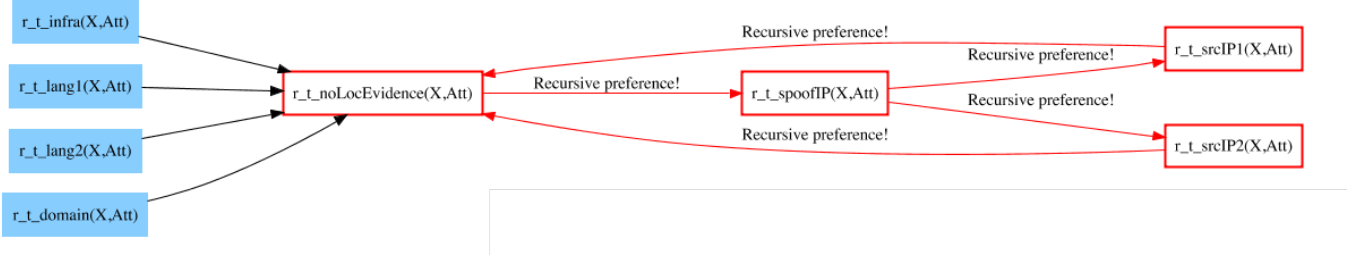 r_t_infra(X,Att)
r_t_lang1(X,Att)
r_t_lang2(X,Att)
r_t_domain(X,Att)
r_t_noLocEvidence(X,Att)
Recursive preference!
Recursive preference!
Recursive preference!
r_t_spoofIP(X,Att)
Recursive preference!
Recursive preference!
r_t_srcIP1(X,Att)
r_t_srcIP2(X,Att)